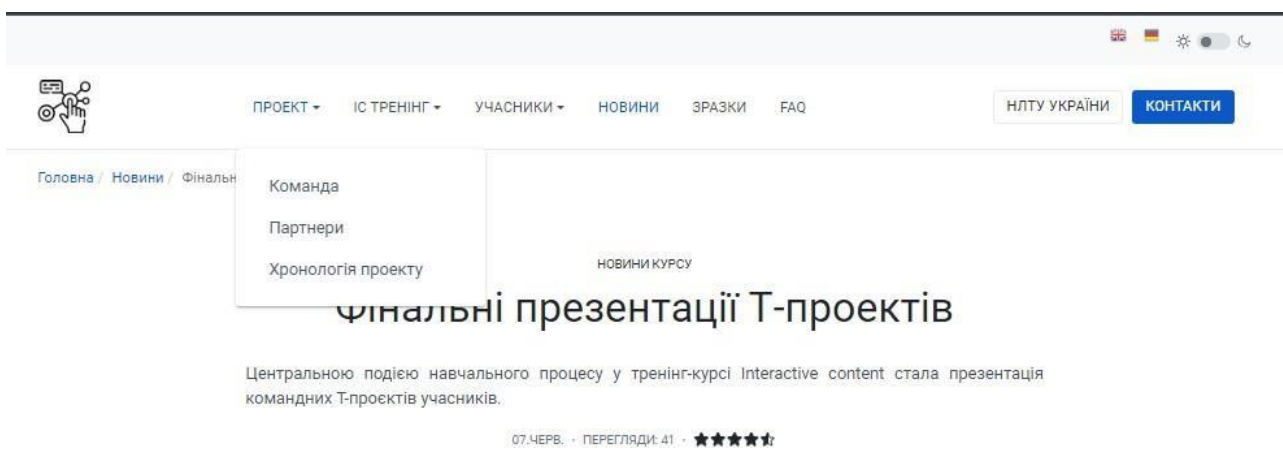 ПРОЕКТ
ІС ТРЕНІНГ
УЧАСНИКИ
НОВИНИ
ЗРАЗКИ
FAQ
НЛТУ УКРАЇНИ
КОНТАКТИ
Головна / Новини / Фінальн
Команда
Партнери
Хронологія проекту
НОВИНИ КУРСУ
Фінальні презентації Т-проектів
Центральною подією навчального процесу у тренінг-курсі Interactive content стала презентація
командних Т-проєктів учасників.
07.ЧЕРВ. · ПЕРЕГЛЯДИ: 41 ·